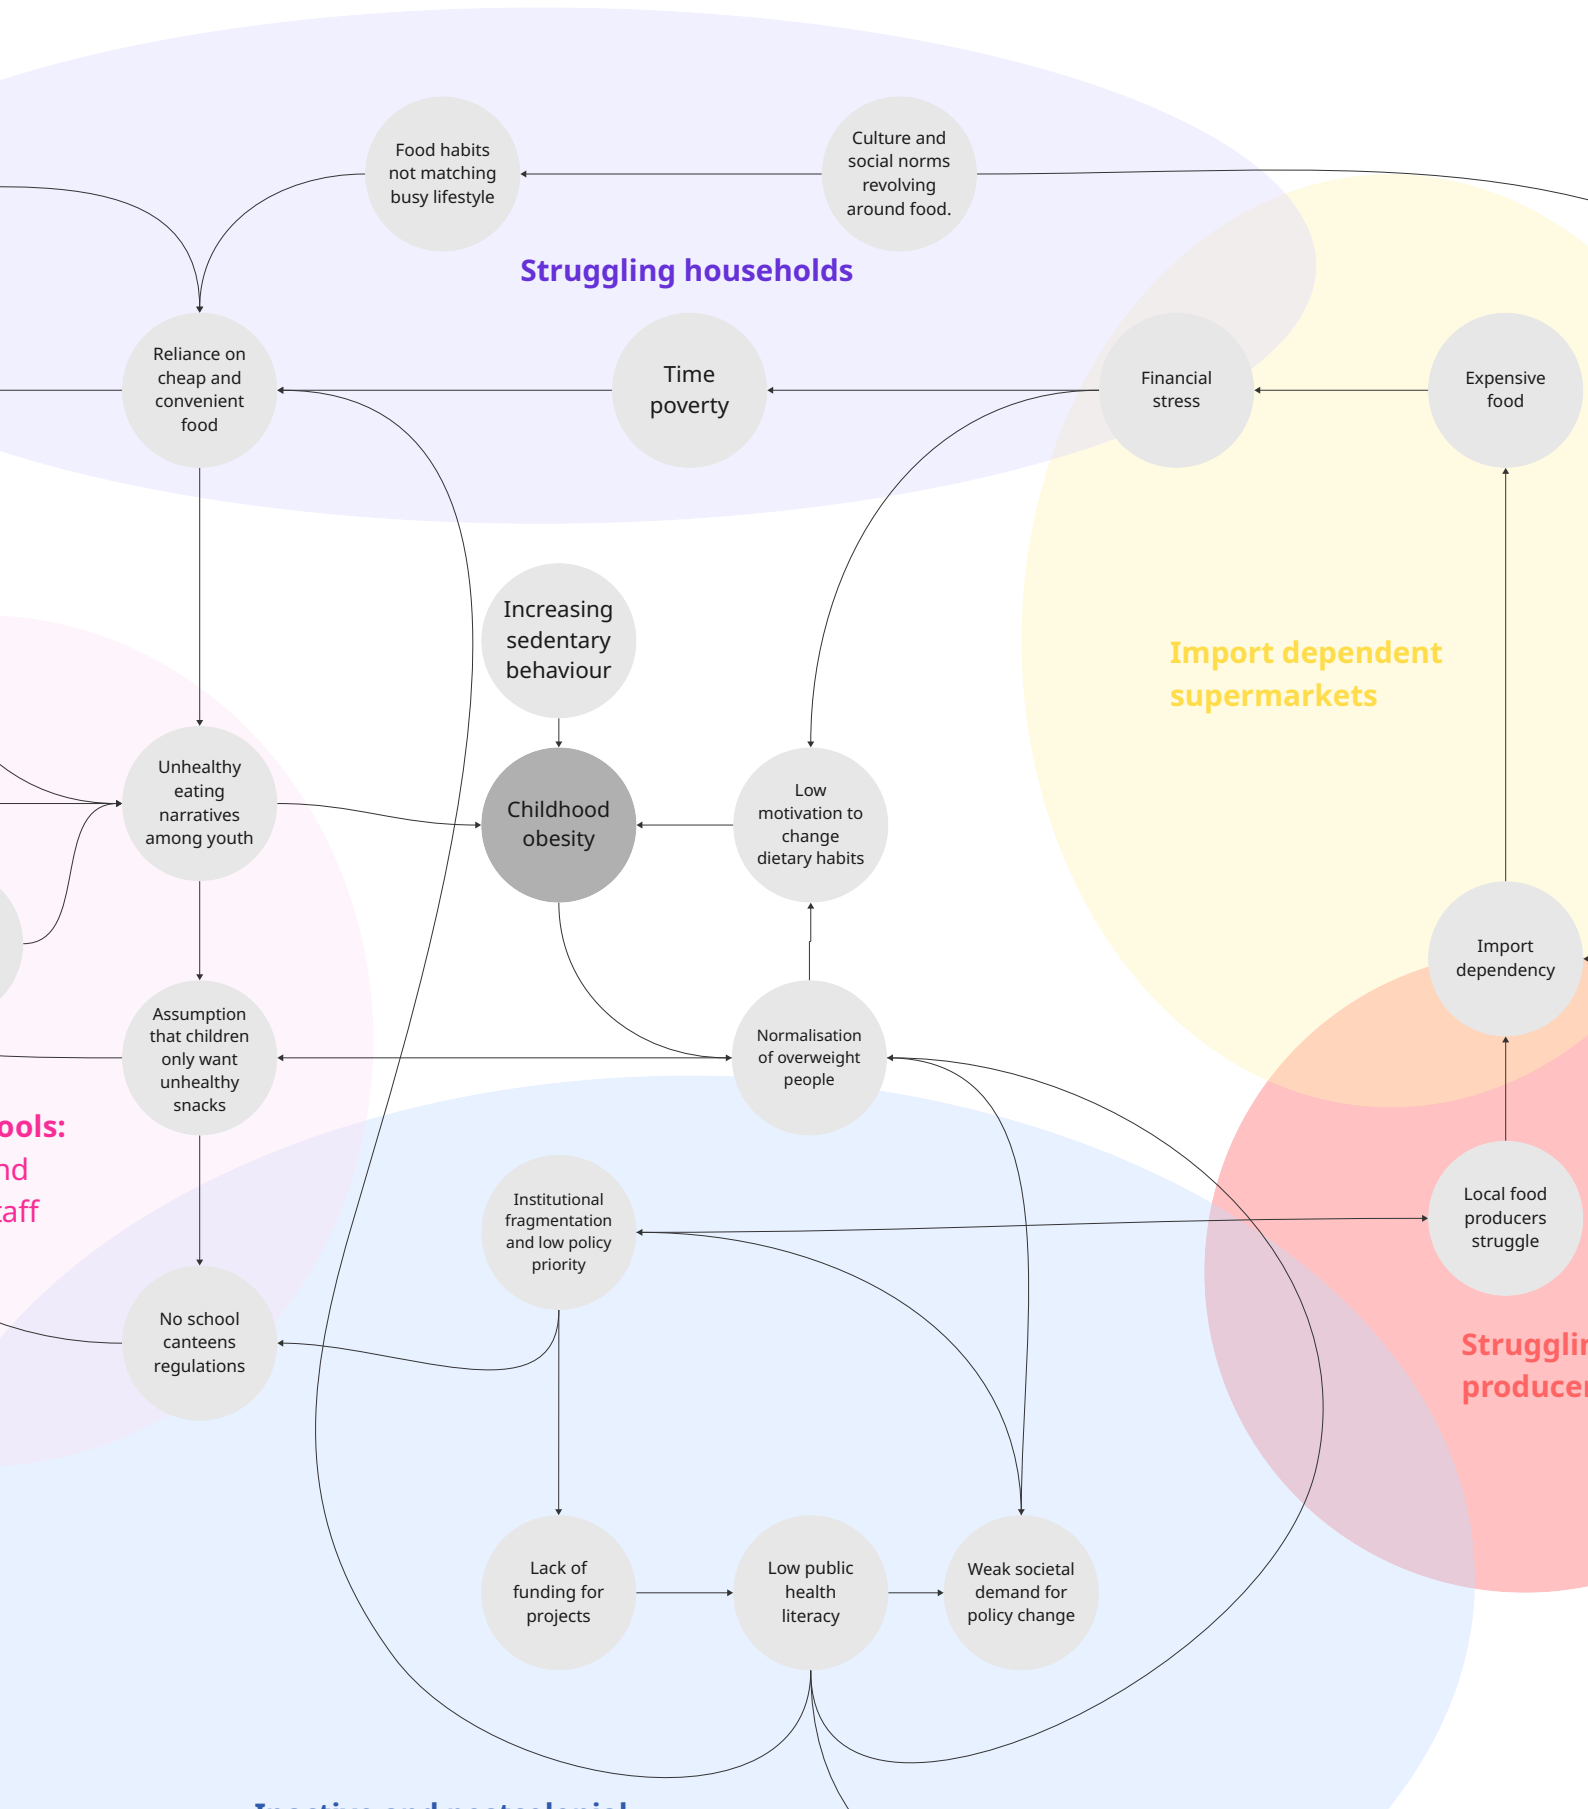 Food habits
not matching
busy lifestyle
Culture and
social norms
revolving
around food.
Struggling households
Reliance on
cheap and
convenient
food
Time
poverty
Financial
stress
Expensive
food
Increasing
sedentary
behaviour
Import dependent
supermarkets
Unhealthy
eating
narratives
among youth
Childhood
obesity
Low
motivation to
change
dietary habits
Import
dependency
Assumption
that children
only want
unhealthy
snacks
Normalisation
of overweight
people
ools:
nd
taff
Institutional
fragmentation
and low policy
priority
Local food
producers
struggle
No school
canteens
regulations
Strugglin
producer
Lack of
funding for
projects
Low public
health
literacy
Weak societal
demand for
policy change
Inactive and postcolonial